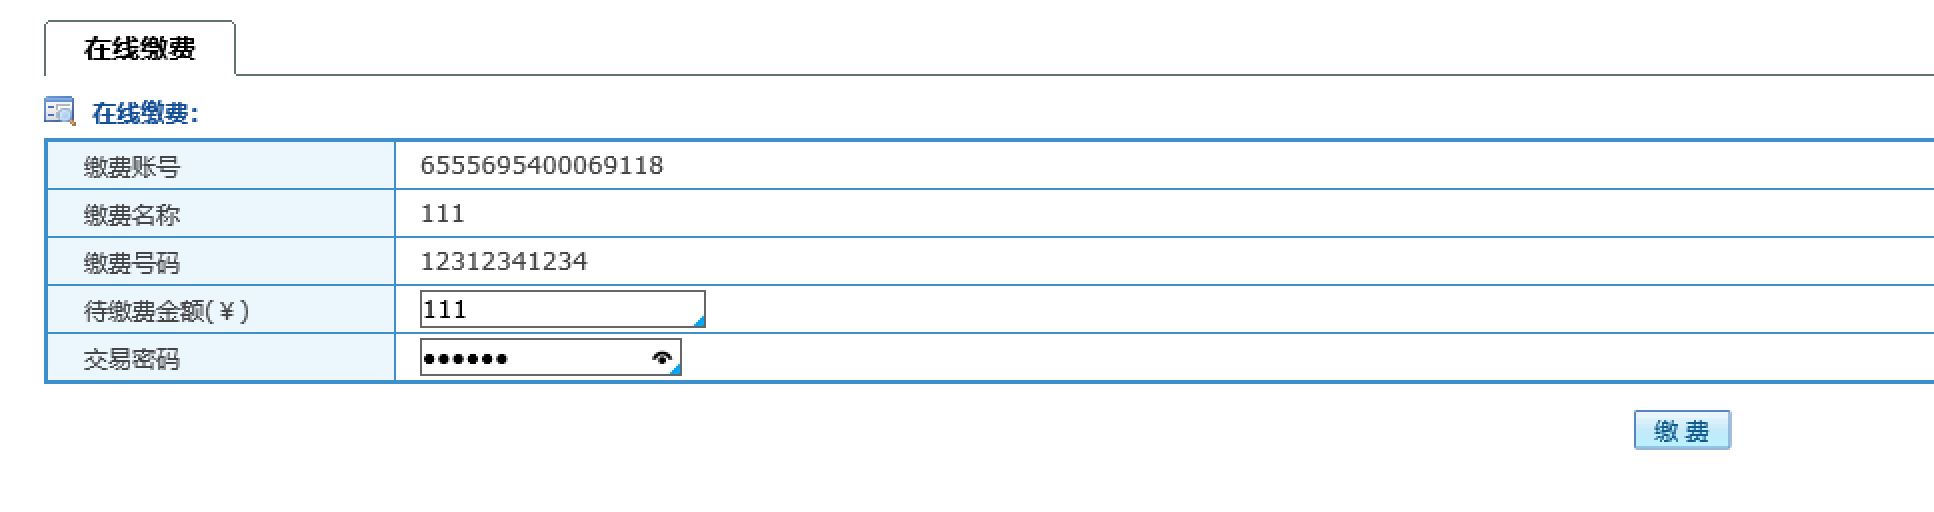 在线缴费
在线缴费:
缴费账号 6555695400069118
缴费名称 111
缴费号码 12312341234
待缴费金额(¥) 111
交易密码 ●●●●●●
缴 费